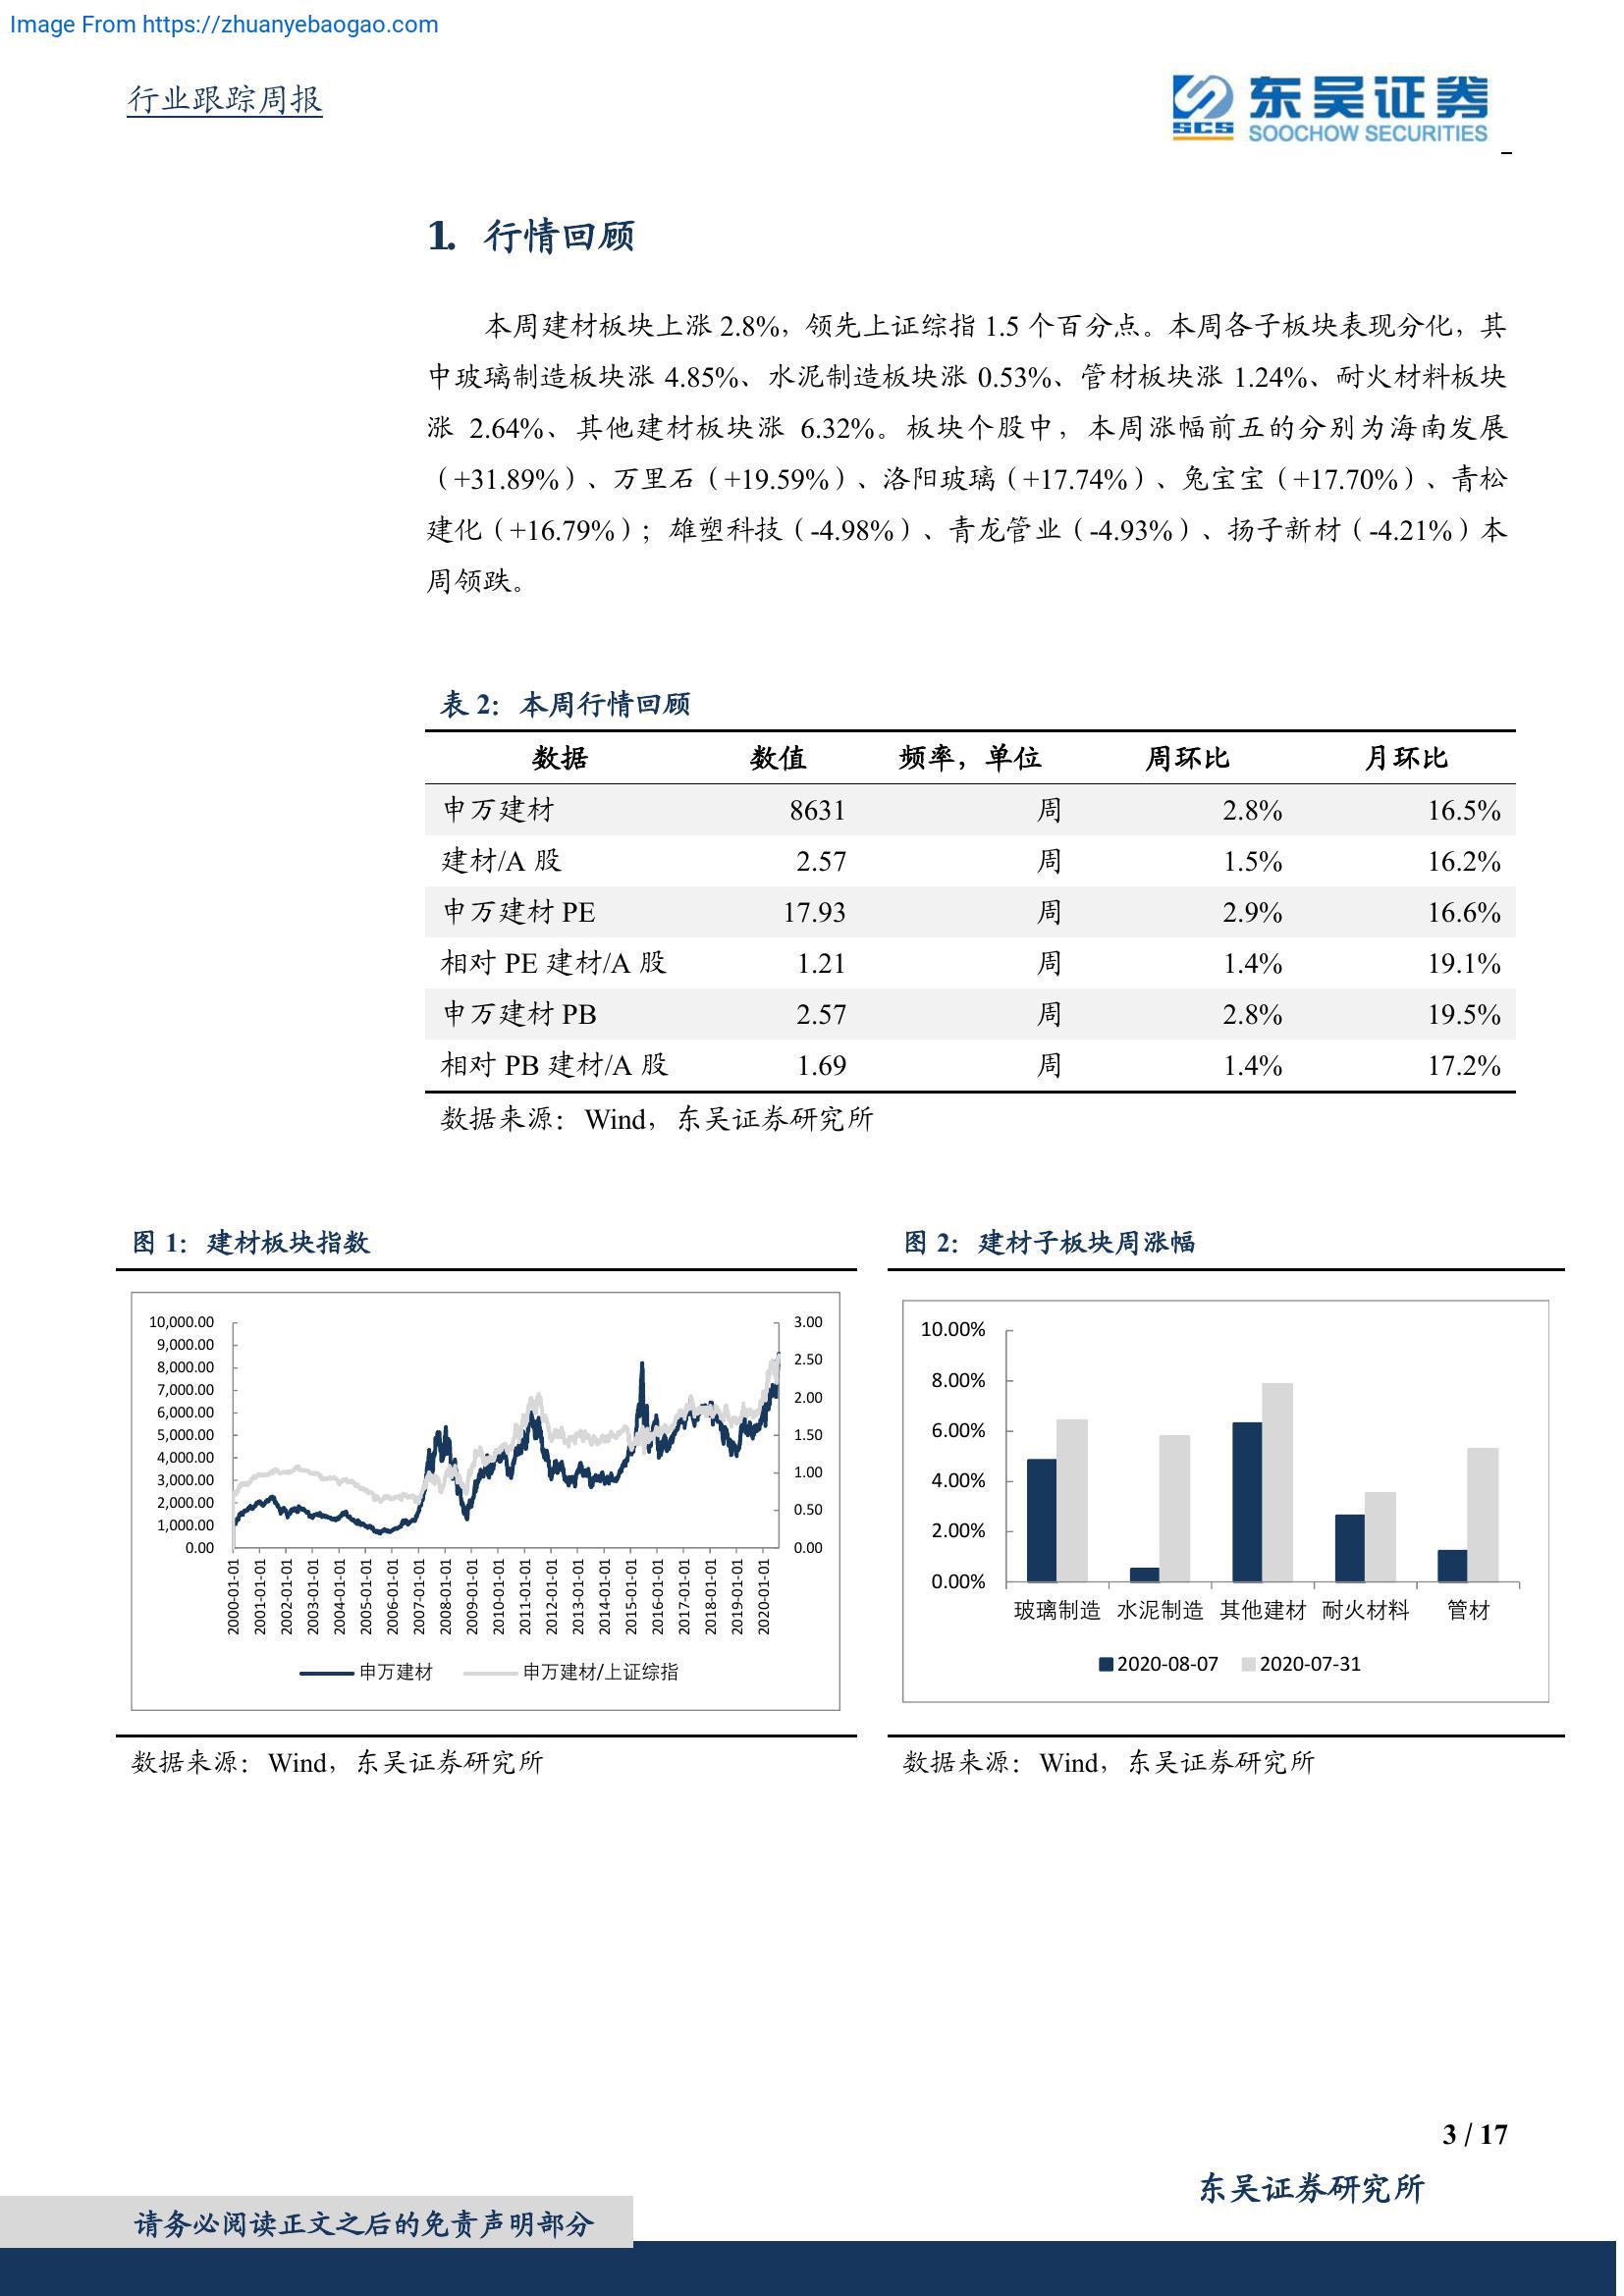 Image From https://zhuanyebaogao.com
行业跟踪周报
SCS
东吴证券
SOOCHOW SECURITIES
1. 行情回顾
本周建材板块上涨 2.8%，领先上证综指 1.5 个百分点。本周各子板块表现分化，其
中玻璃制造板块涨 4.85%、水泥制造板块涨 0.53%、管材板块涨 1.24%、耐火材料板块
涨 2.64%、其他建材板块涨 6.32%。板块个股中，本周涨幅前五的分别为海南发展
（+31.89%）、万里石（+19.59%）、洛阳玻璃（+17.74%）、兔宝宝（+17.70%）、青松
建化（+16.79%）；雄塑科技（-4.98%）、青龙管业（-4.93%）、扬子新材（-4.21%）本
周领跌。
表 2：本周行情回顾
数据 数值 频率，单位 周环比 月环比
申万建材 8631 周 2.8% 16.5%
建材/A 股 2.57 周 1.5% 16.2%
申万建材 PE 17.93 周 2.9% 16.6%
相对 PE 建材/A 股 1.21 周 1.4% 19.1%
申万建材 PB 2.57 周 2.8% 19.5%
相对 PB 建材/A 股 1.69 周 1.4% 17.2%
数据来源：Wind，东吴证券研究所
图 1：建材板块指数
10,000.00
9,000.00
8,000.00
7,000.00
6,000.00
5,000.00
4,000.00
3,000.00
2,000.00
1,000.00
0.00
3.00
2.50
2.00
1.50
1.00
0.50
0.00
2000-01-01
2001-01-01
2002-01-01
2003-01-01
2004-01-01
2005-01-01
2006-01-01
2007-01-01
2008-01-01
2009-01-01
2010-01-01
2011-01-01
2012-01-01
2013-01-01
2014-01-01
2015-01-01
2016-01-01
2017-01-01
2018-01-01
2019-01-01
2020-01-01
申万建材 申万建材/上证综指
数据来源：Wind，东吴证券研究所
图 2：建材子板块周涨幅
10.00%
8.00%
6.00%
4.00%
2.00%
0.00%
玻璃制造 水泥制造 其他建材 耐火材料 管材
2020-08-07 2020-07-31
数据来源：Wind，东吴证券研究所
3 / 17
东吴证券研究所
请务必阅读正文之后的免责声明部分